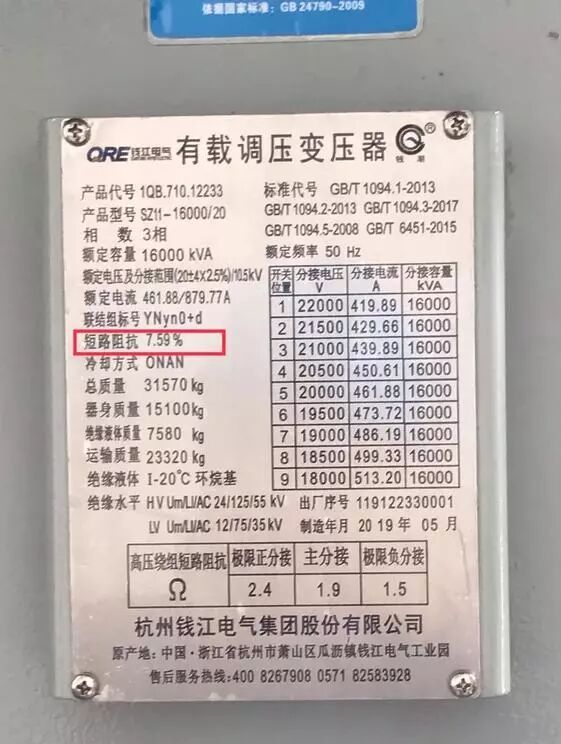 依据国家标准: GB 24790-2009
QRE 钱江电气 有载调压变压器 钱潮 ®
产品代号 1QB.710.12233
标准代号 GB/T 1094.1-2013
产品型号 SZ11-16000/20
GB/T 1094.2-2013 GB/T 1094.3-2017
相 数 3相
GB/T 1094.5-2008 GB/T 6451-2015
额定容量 16000 kVA
额定频率 50 Hz
额定电压及分接范围(20±4×2.5%)/10.5kV
额定电流 461.88/879.77A
联结组标号 YNyn0+d
短路阻抗 7.59%
冷却方式 ONAN
总质量 31570 kg
器身质量 15100 kg
绝缘液体质量 7580 kg
运输质量 23320 kg
绝缘液体 I-20℃ 环烷基
开关位置 分接电压 V 分接电流 A 分接容量 kVA
1 22000 419.89 16000
2 21500 429.66 16000
3 21000 439.89 16000
4 20500 450.61 16000
5 20000 461.88 16000
6 19500 473.72 16000
7 19000 486.19 16000
8 18500 499.33 16000
9 18000 513.20 16000
绝缘水平 HV Um/LI/AC 24/125/55 kV
出厂序号 119122330001
LV Um/LI/AC 12/75/35 kV
制造年月 2019 年 05 月
高压绕组短路阻抗 极限正分接 主分接 极限负分接
Ω 2.4 1.9 1.5
杭州钱江电气集团股份有限公司
原产地: 中国·浙江省杭州市萧山区瓜沥镇钱江电气工业园
售后服务热线: 400 8267908 0571 82583928